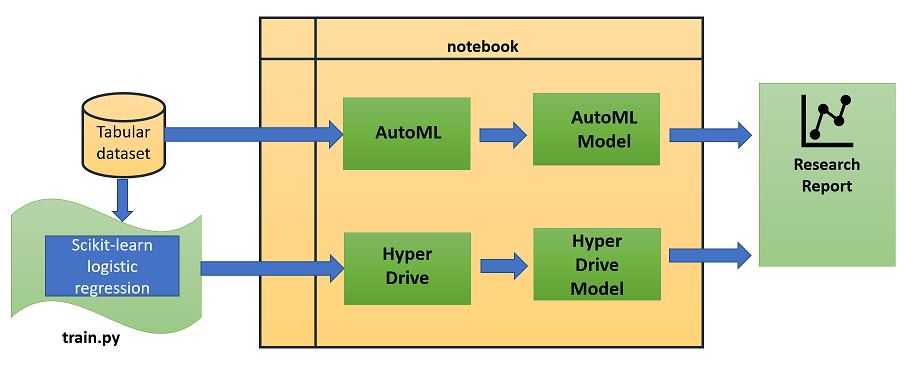 notebook
Tabular
dataset
AutoML
AutoML
Model
Research
Report
Scikit-learn
logistic
regression
train.py
Hyper
Drive
Hyper
Drive
Model